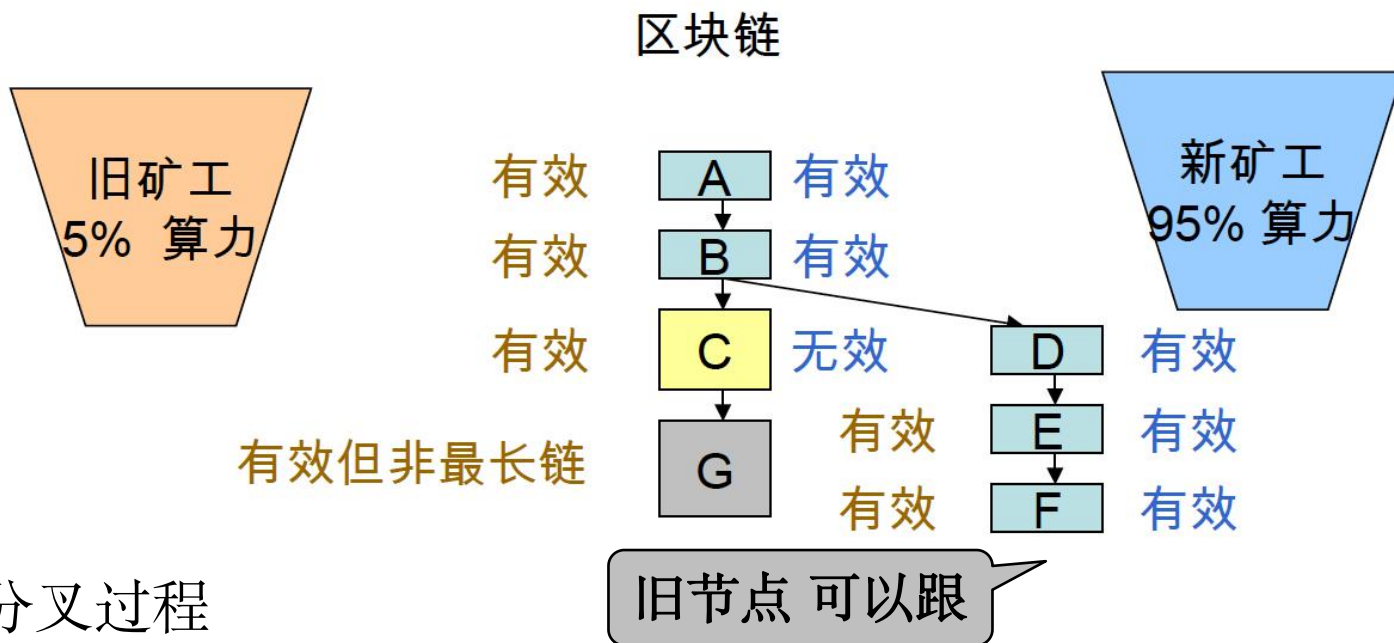 区块链
旧矿工
5% 算力
新矿工
95% 算力
有效 A 有效
有效 B 有效
有效 C 无效 D 有效
有效 E 有效
有效但非最长链 G
有效 F 有效
旧节点 可以跟
分叉过程